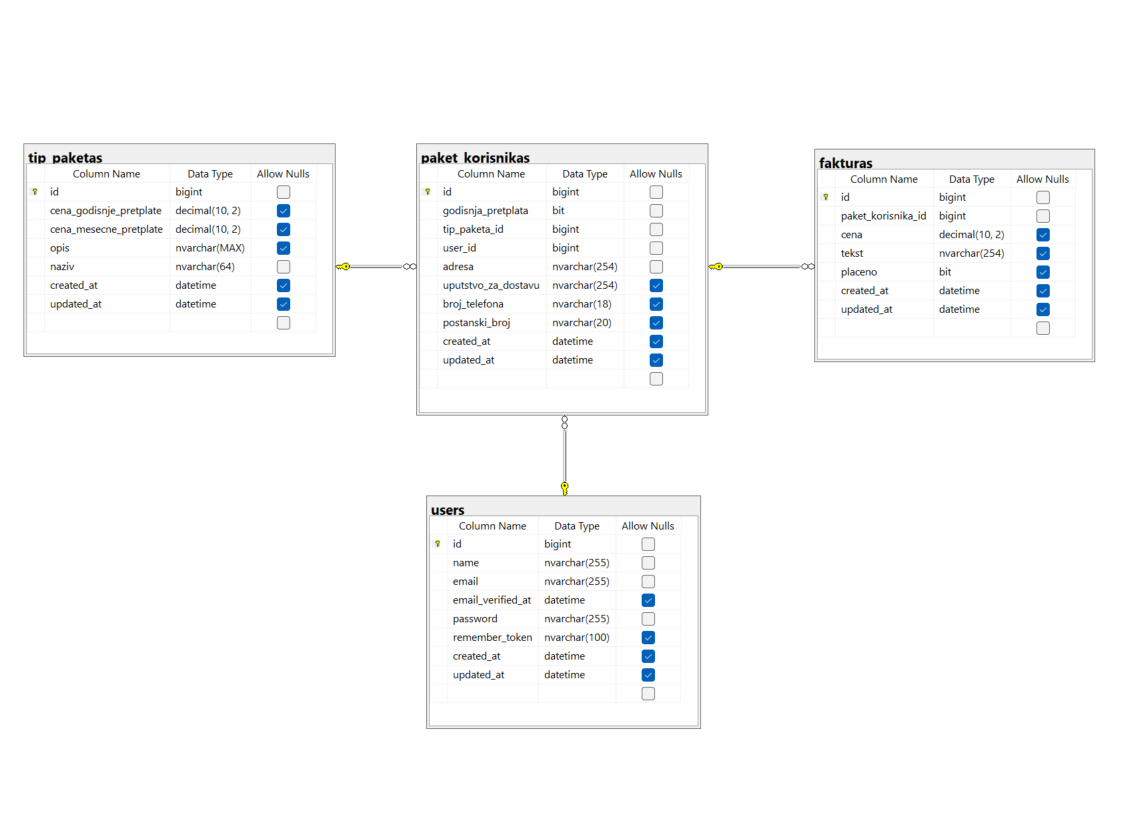 tip_paketas
Column Name Data Type Allow Nulls
id bigint
cena_godisnje_pretplate decimal(10, 2)
cena_mesecne_pretplate decimal(10, 2)
opis nvarchar(MAX)
naziv nvarchar(64)
created_at datetime
updated_at datetime
paket_korisnikas
Column Name Data Type Allow Nulls
id bigint
godisnja_pretplata bit
tip_paketa_id bigint
user_id bigint
adresa nvarchar(254)
uputstvo_za_dostavu nvarchar(254)
broj_telefona nvarchar(18)
postanski_broj nvarchar(20)
created_at datetime
updated_at datetime
fakturas
Column Name Data Type Allow Nulls
id bigint
paket_korisnika_id bigint
cena decimal(10, 2)
tekst nvarchar(254)
placeno bit
created_at datetime
updated_at datetime
users
Column Name Data Type Allow Nulls
id bigint
name nvarchar(255)
email nvarchar(255)
email_verified_at datetime
password nvarchar(255)
remember_token nvarchar(100)
created_at datetime
updated_at datetime